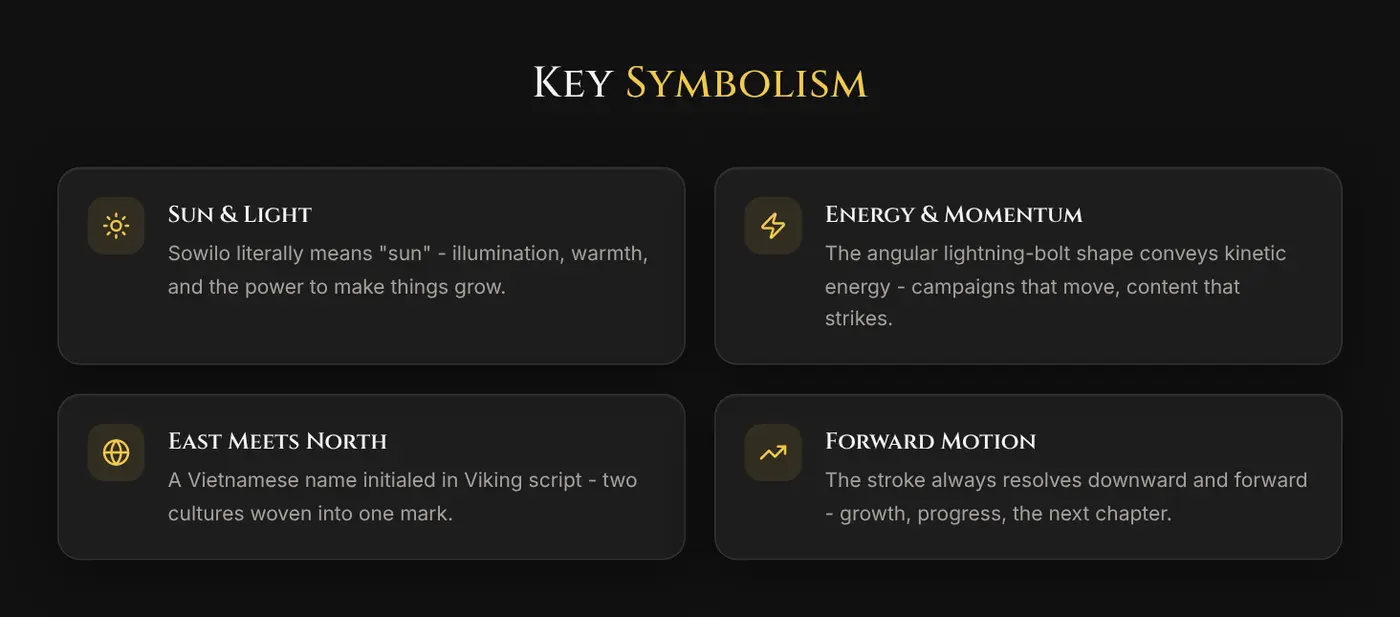 Key Symbolism
Sun & Light
Sowilo literally means "sun" - illumination, warmth,
and the power to make things grow.
Energy & Momentum
The angular lightning-bolt shape conveys kinetic
energy - campaigns that move, content that
strikes.
East Meets North
A Vietnamese name initialed in Viking script - two
cultures woven into one mark.
Forward Motion
The stroke always resolves downward and forward
- growth, progress, the next chapter.